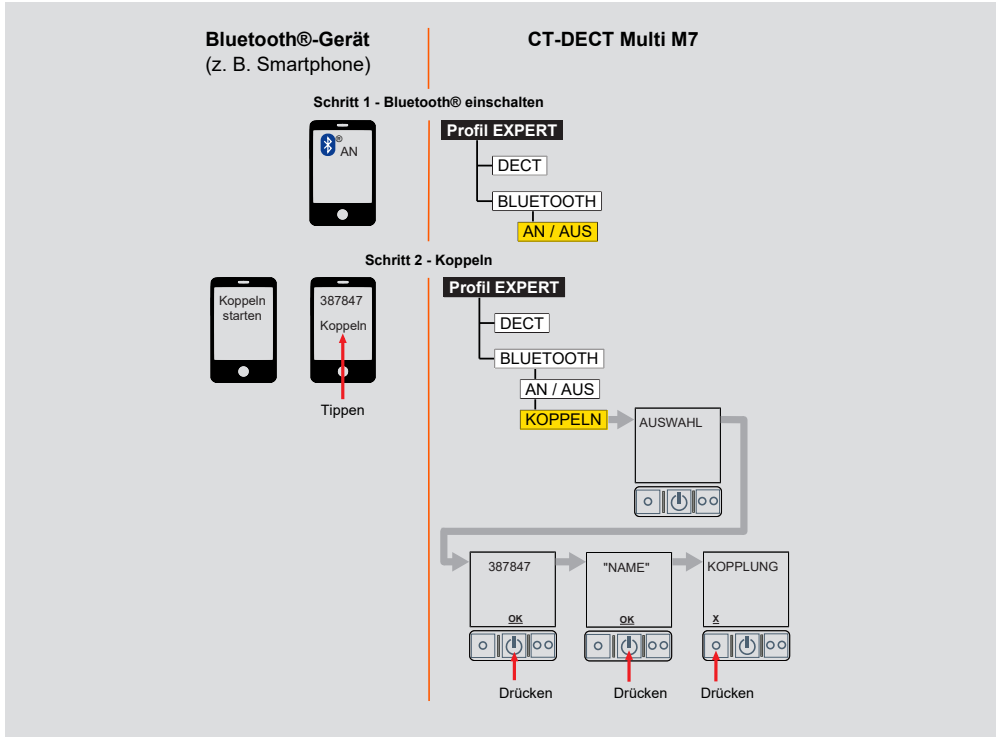 Bluetooth®-Gerät
(z. B. Smartphone)
CT-DECT Multi M7
Schritt 1 - Bluetooth® einschalten
® AN
Profil EXPERT
DECT
BLUETOOTH
AN / AUS
Schritt 2 - Koppeln
Koppeln
starten
387847
Koppeln
Tippen
Profil EXPERT
DECT
BLUETOOTH
AN / AUS
KOPPELN
AUSWAHL
387847
OK
"NAME"
OK
KOPPLUNG
X
Drücken
Drücken
Drücken